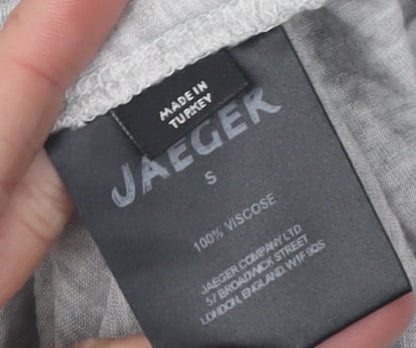 MADE IN
TURKEY
JAEGER
S
100% VISCOSE
JAEGER COMPANY LTD
57 BROADWICK STREET
LONDON, ENGLAND. W1F 9QS